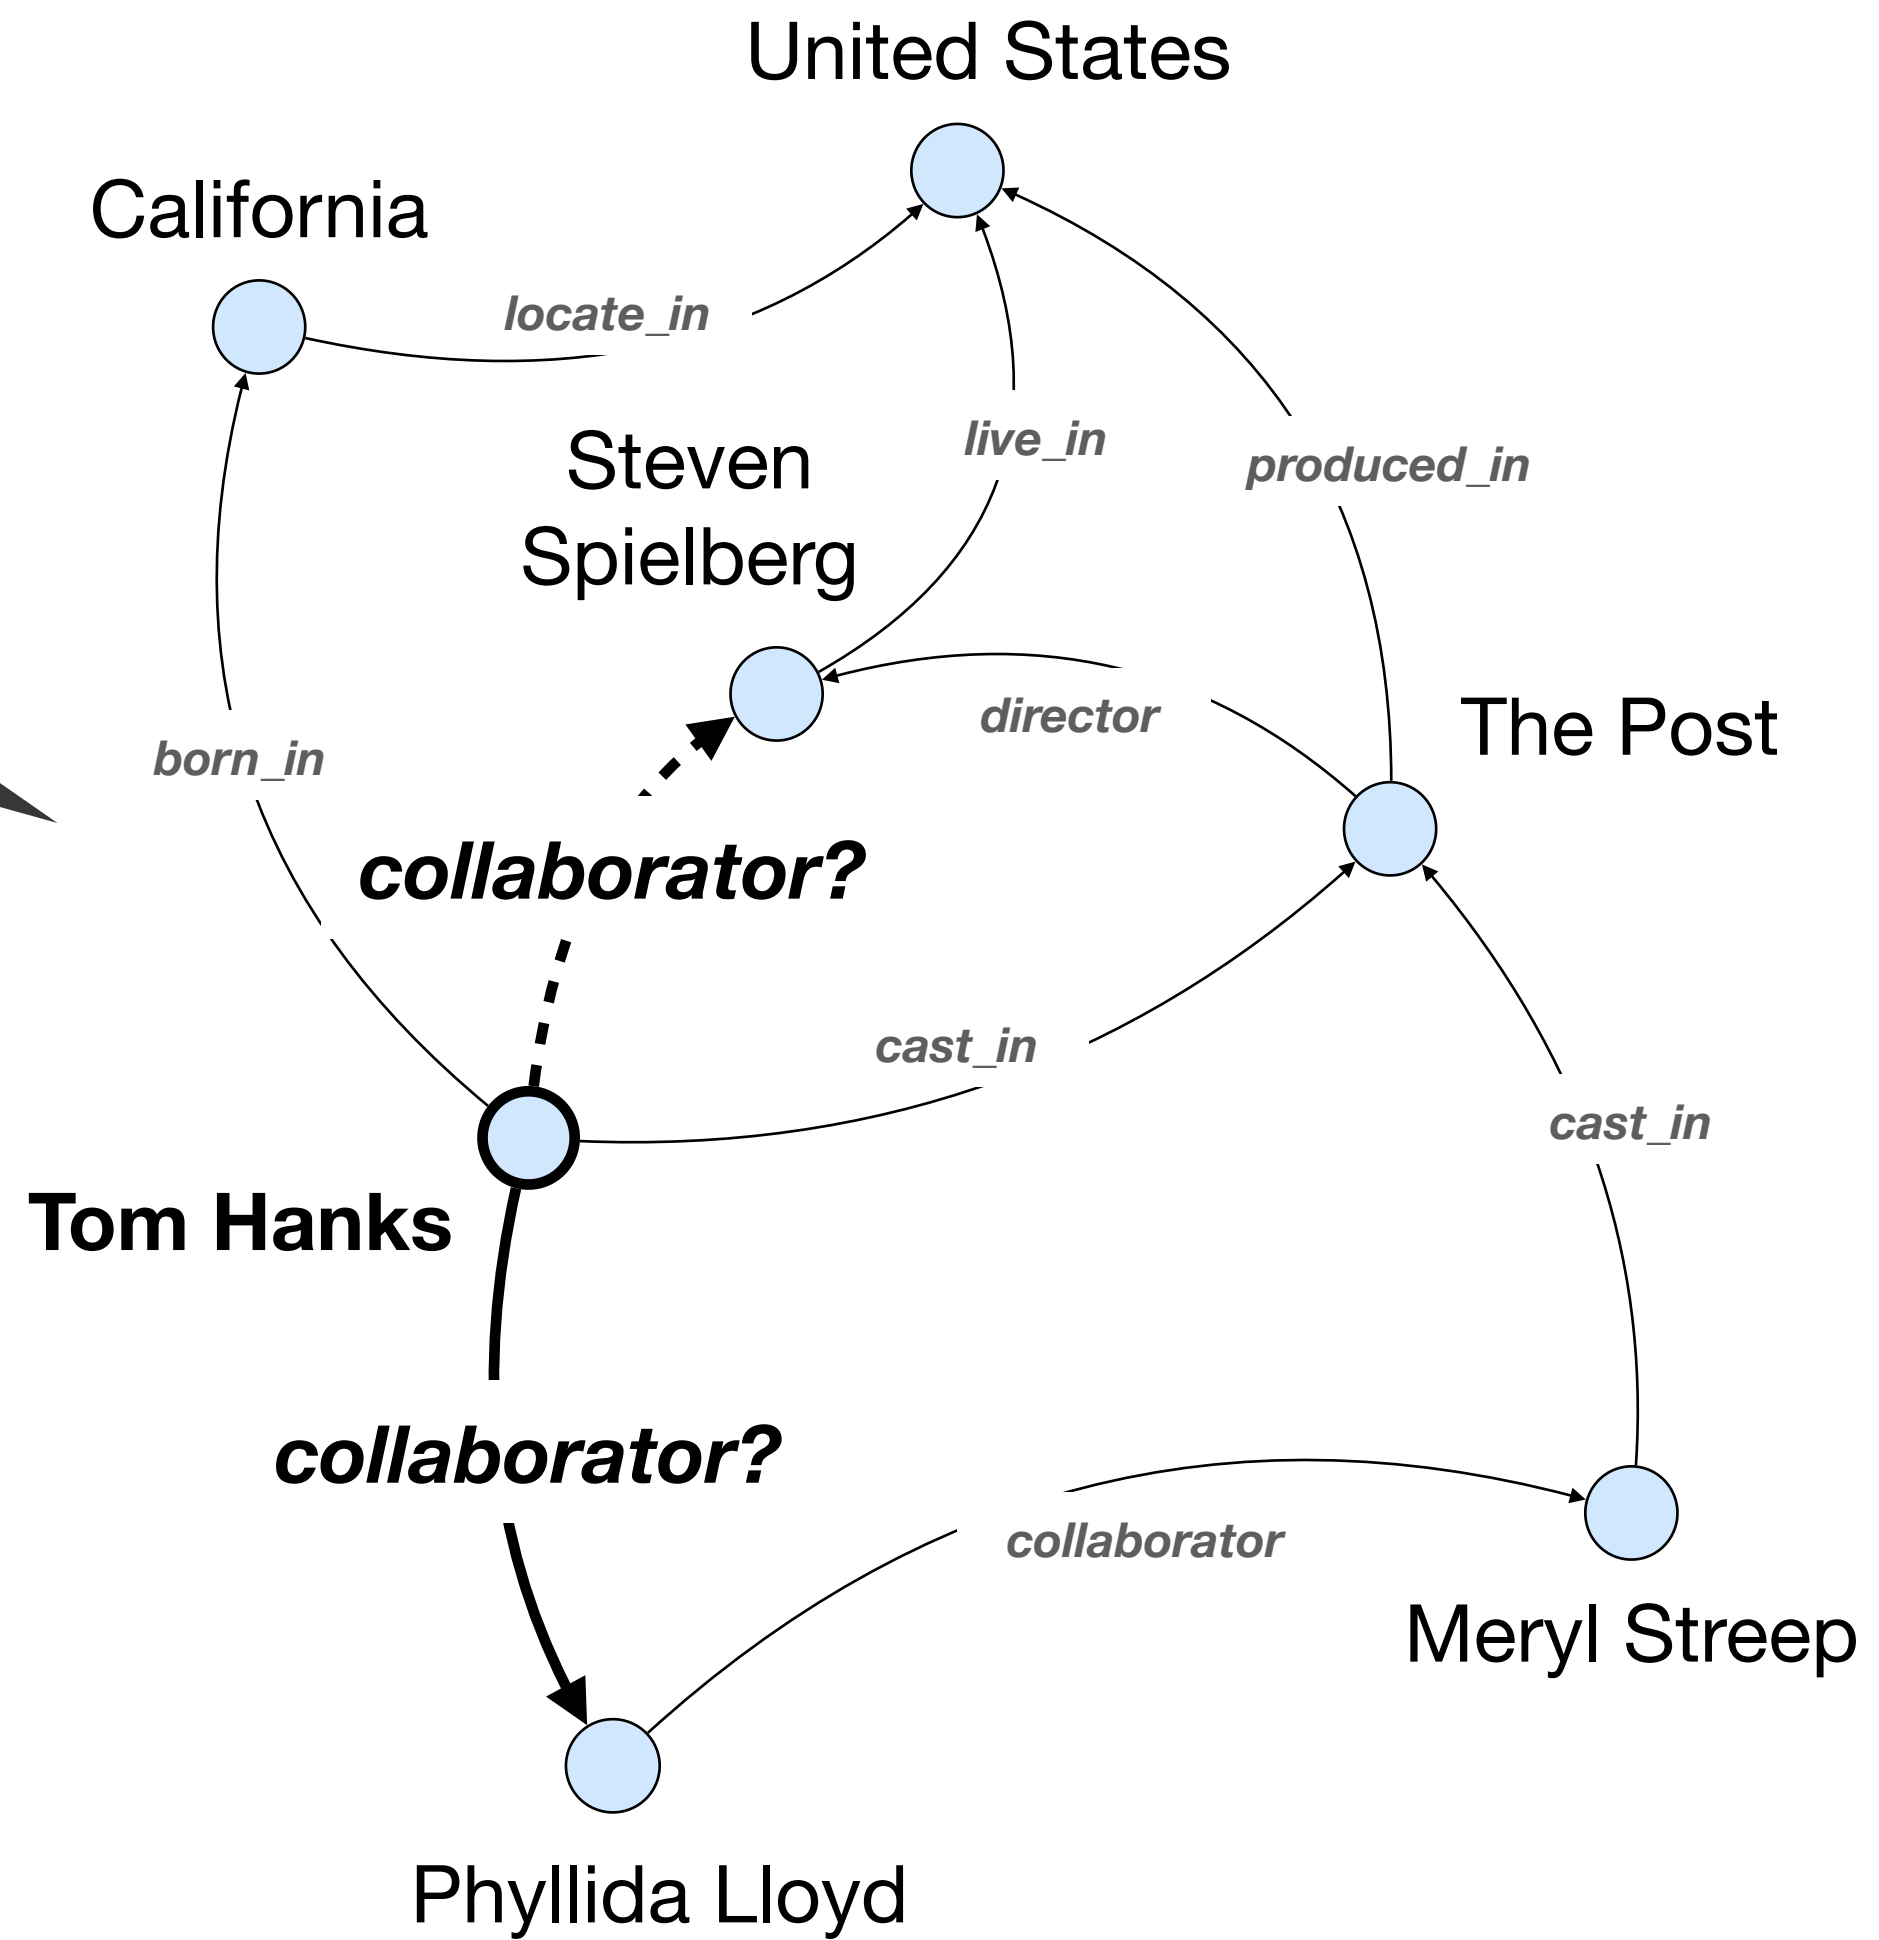 United States
California
locate_in
Steven
Spielberg
live_in
produced_in
director
The Post
born_in
collaborator?
cast_in
cast_in
Tom Hanks
collaborator?
collaborator
Meryl Streep
Phyllida Lloyd